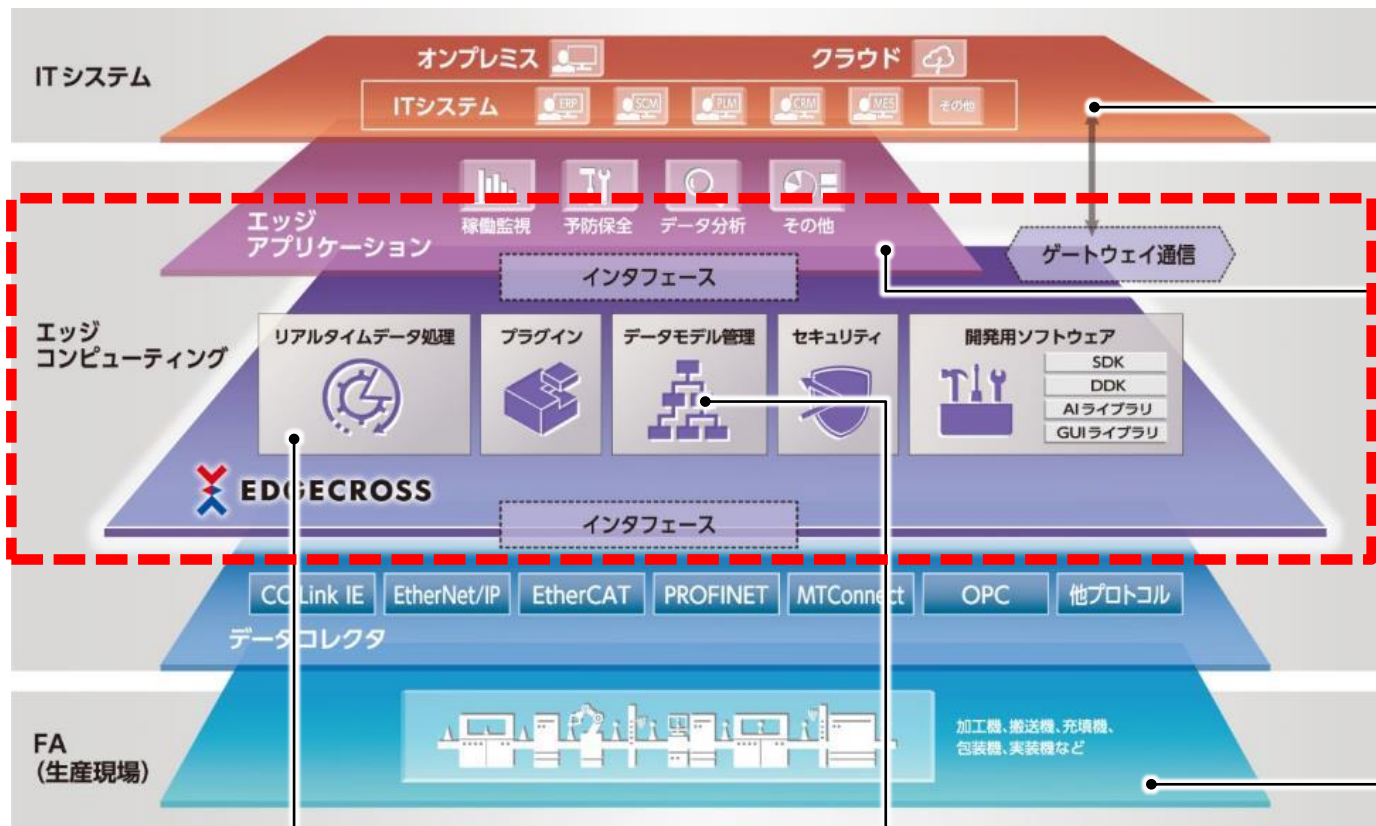 IT システム
オンプレミス
クラウド
ITシステム
ERP
SCM
PLM
CRM
MES
その他
稼働監視
予防保全
データ分析
その他
エッジ
アプリケーション
インタフェース
ゲートウェイ通信
エッジ
コンピューティング
リアルタイムデータ処理
プラグイン
データモデル管理
セキュリティ
開発用ソフトウェア
SDK
DDK
AI ライブラリ
GUI ライブラリ
EDGECROSS
インタフェース
CC-Link IE
EtherNet/IP
EtherCAT
PROFINET
MTConnect
OPC
他プロトコル
データコレクタ
FA
（生産現場）
加工機、搬送機、充填機、
包装機、実装機など